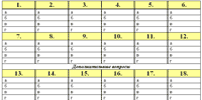 1. 2. 3. 4. 5. 6.
а а а а а а
б б б б б б
в в в в в в
г г г г г г
7. 8. 9. 10. 11. 12.
а а а а а а
б б б б б б
в в в в в в
г г г г г г
Дополнительные вопросы
13. 14. 15. 16. 17. 18.
а а а а а а
б б б б б б
в в в в в в
г г г г г г